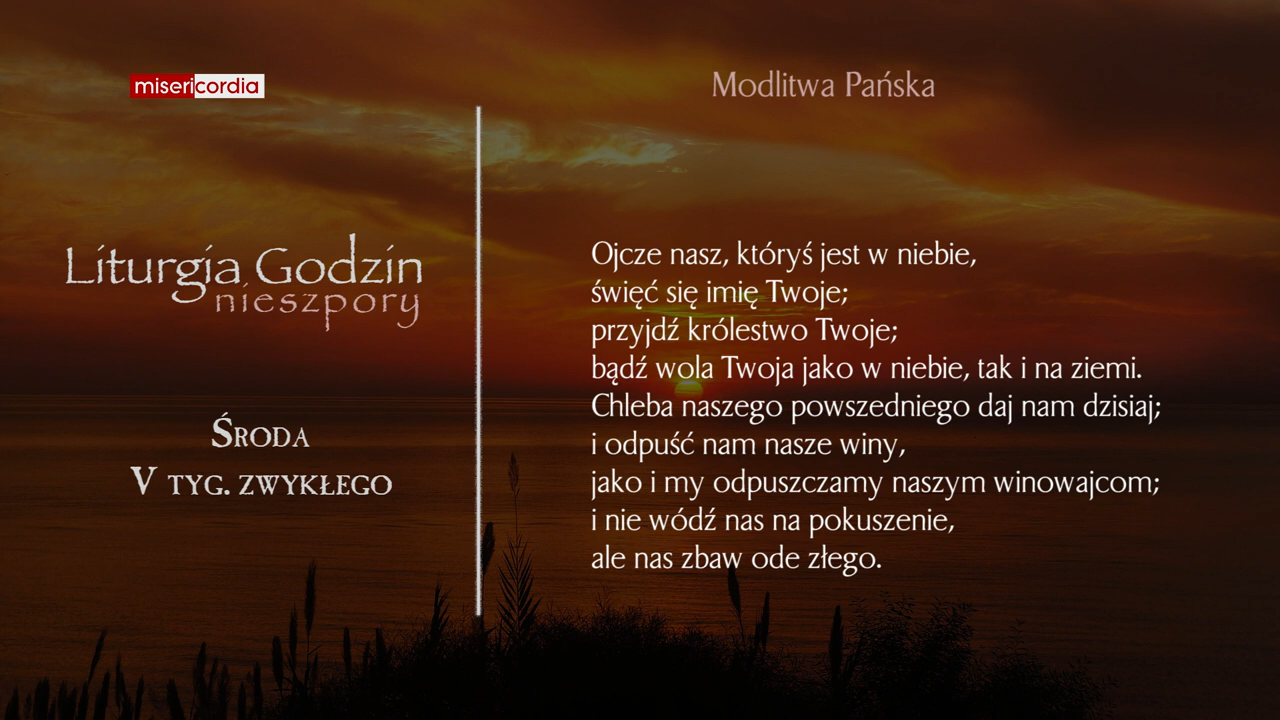 misericordia
Modlitwa Pańska
Liturgia Godzin
nieszpory
Środa
V tyg. zwykłego
Ojcze nasz, któryś jest w niebie,
święć się imię Twoje;
przyjdź królestwo Twoje;
bądź wola Twoja jako w niebie, tak i na ziemi.
Chleba naszego powszedniego daj nam dzisiaj;
i odpuść nam nasze winy,
jako i my odpuszczamy naszym winowajcom;
i nie wódź nas na pokuszenie,
ale nas zbaw ode złego.